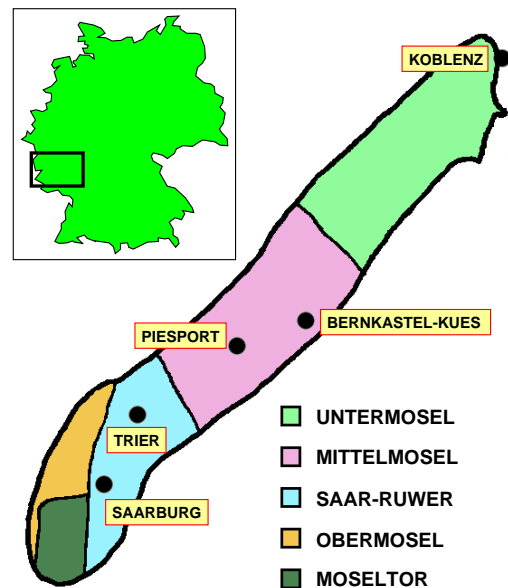 KOBLENZ
BERNKASTEL-KUES
PIESPORT
TRIER
SAARBURG
UNTERMOSEL
MITTELMOSEL
SAAR-RUWER
OBERMOSEL
MOSELTOR